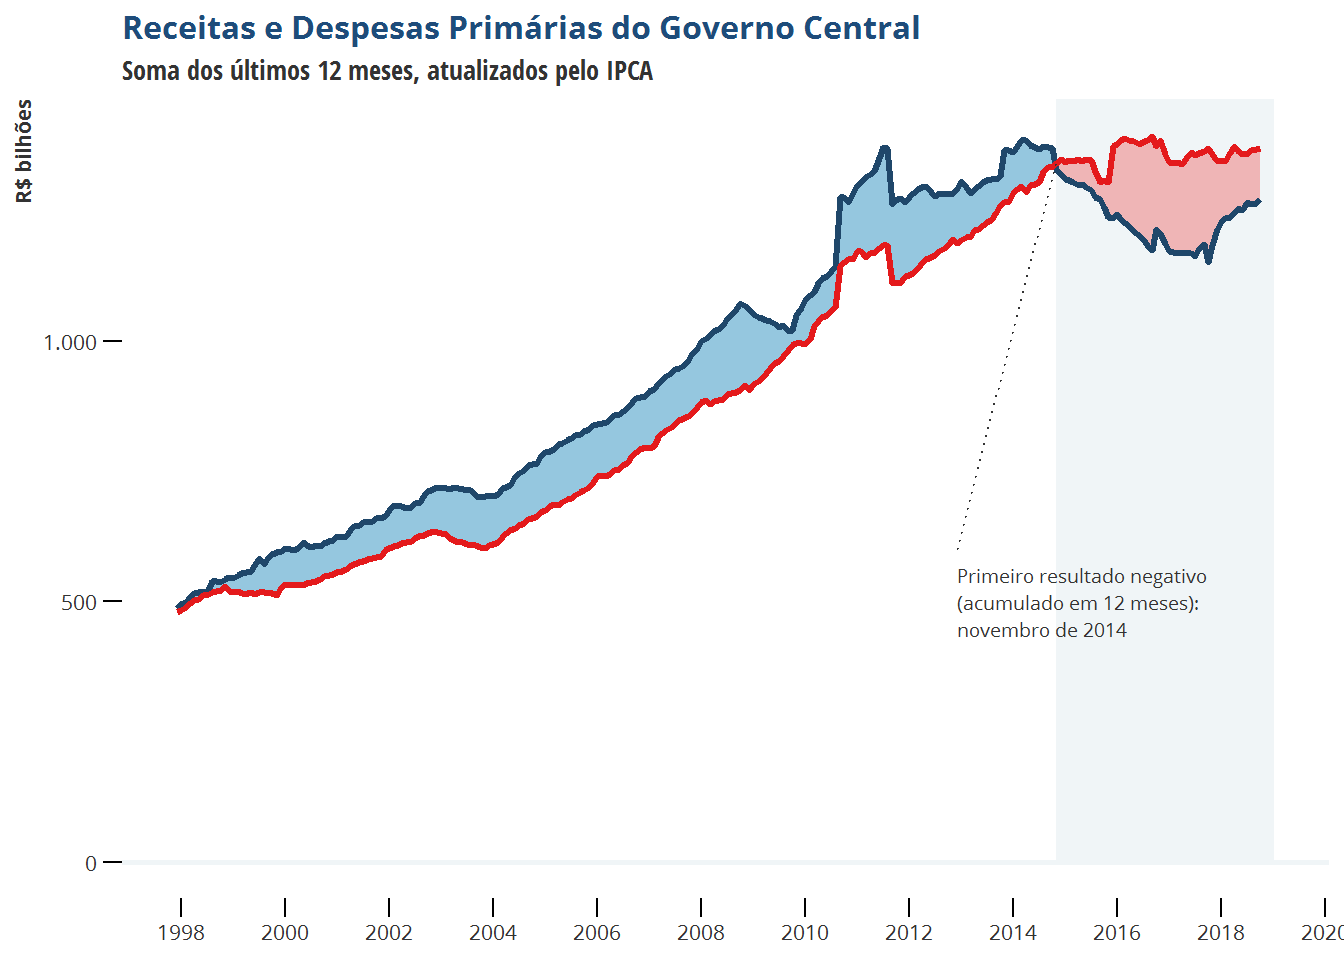 Receitas e Despesas Primárias do Governo Central
Soma dos últimos 12 meses, atualizados pelo IPCA
R$ bilhões
1.000
500
0
Primeiro resultado negativo
(acumulado em 12 meses):
novembro de 2014
1998 2000 2002 2004 2006 2008 2010 2012 2014 2016 2018 2020